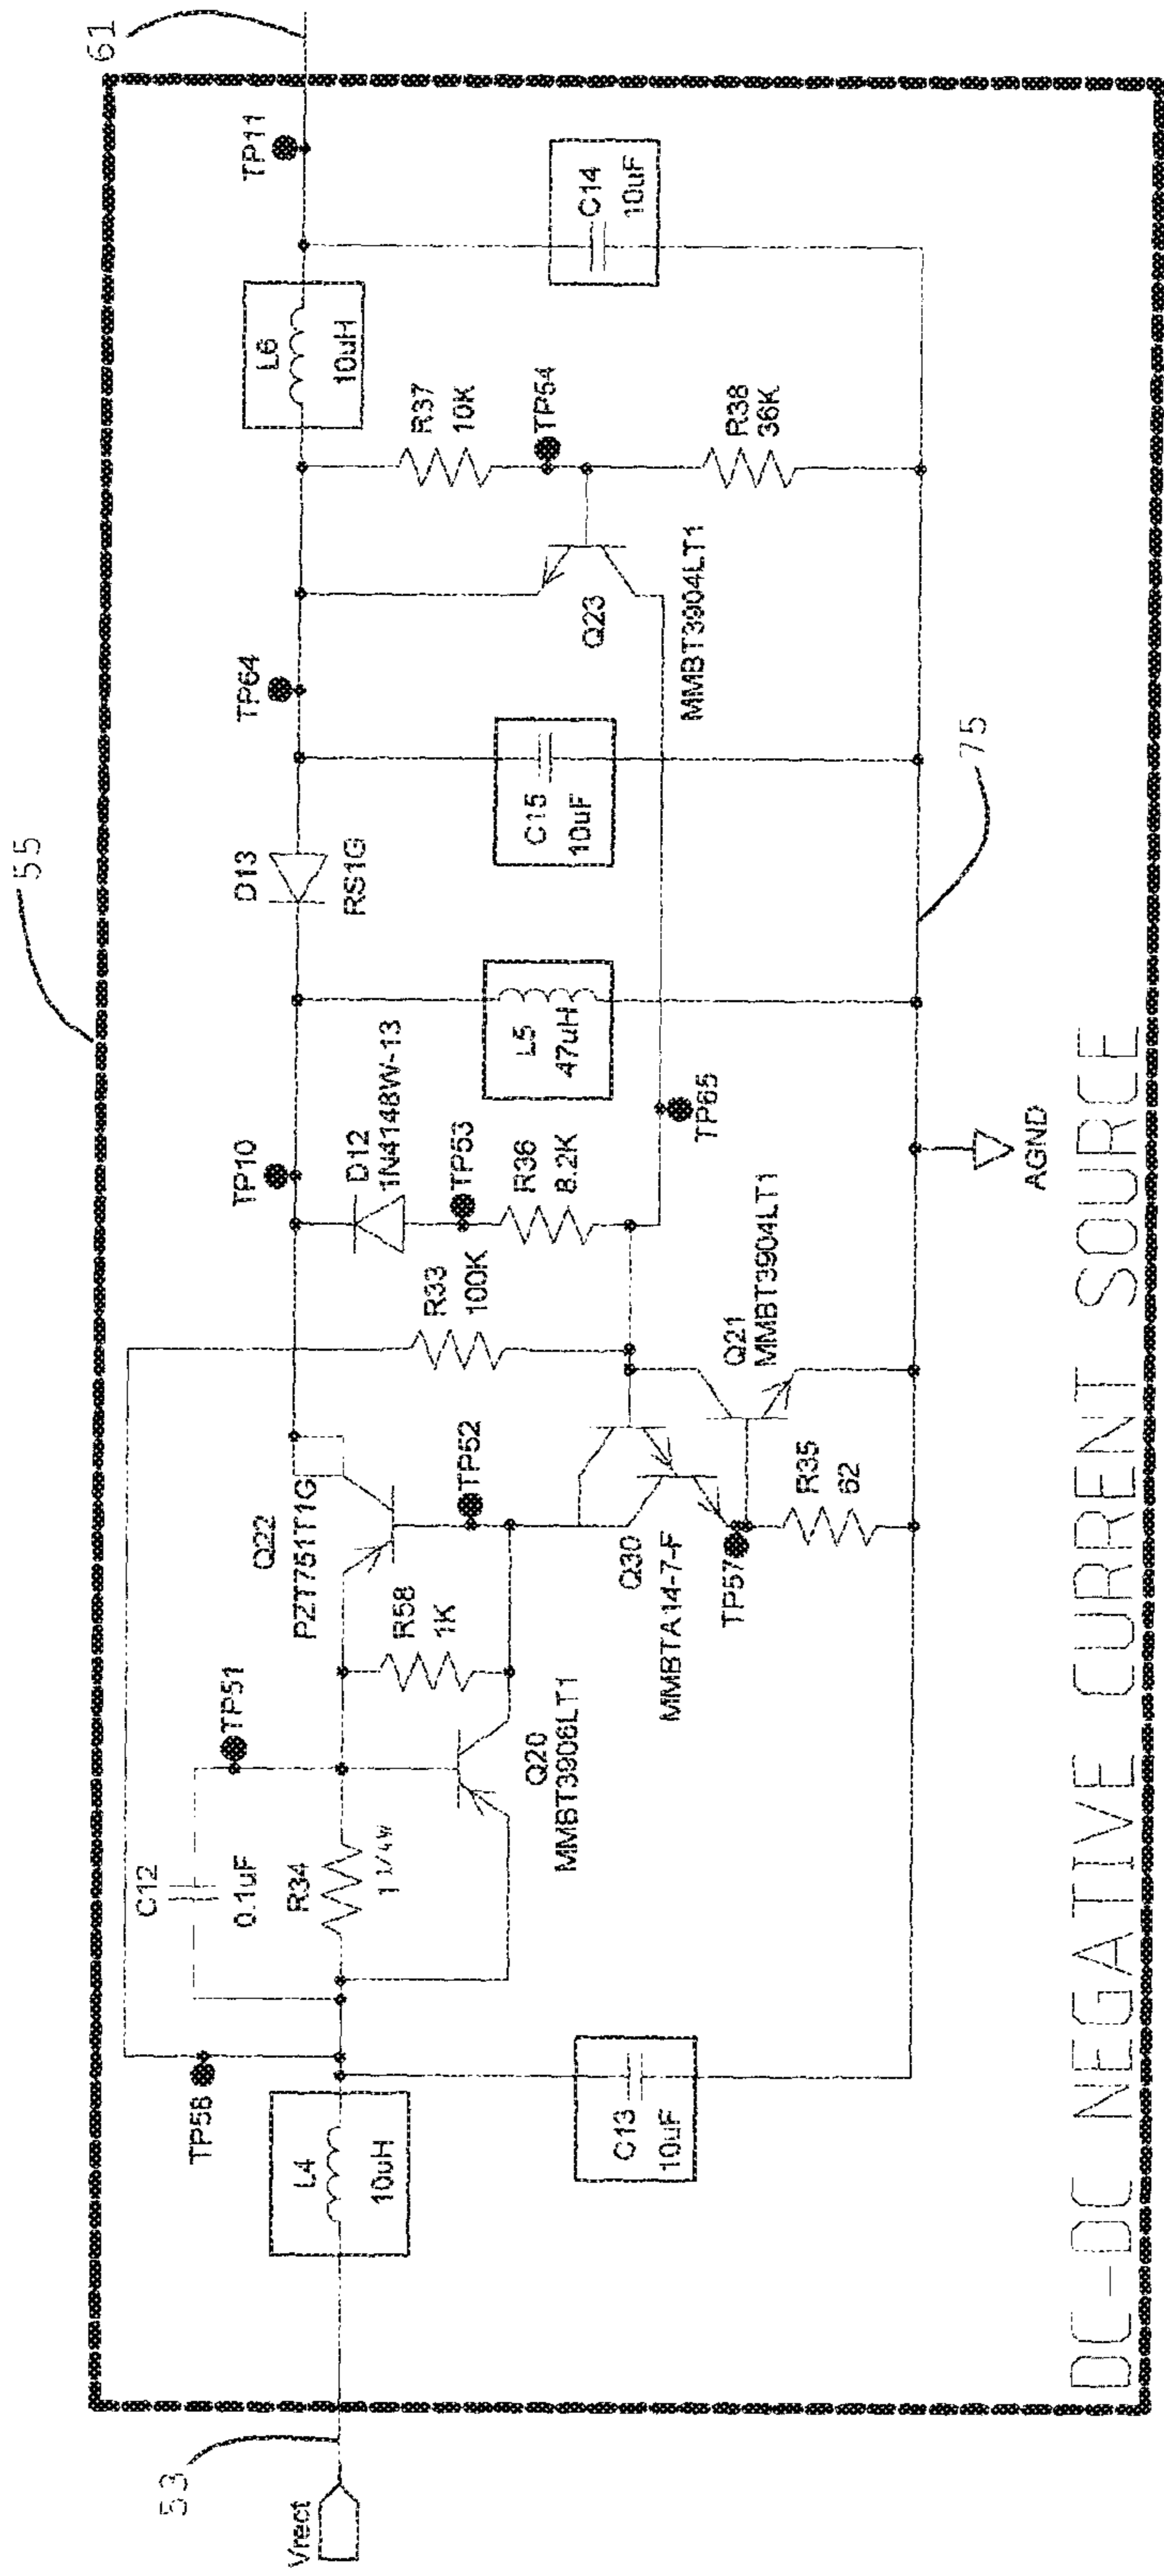 55
61
53
Vrect
TP58
L4
10uH
C13
10uF
C12
0.1uF
R34
1 1/4W
TP51
Q20
MMBT3906LT1
R58
1K
Q22
PZT751T1G
TP52
Q30
MMBTA14-7-F
TP57
R35
62
Q21
MMBT3904LT1
R33
100K
TP10
D12
1N4148W-13
TP53
R36
8.2K
TP65
L5
47uH
D13
RS1G
C15
10uF
TP64
Q23
MMBT3904LT1
R37
10K
TP54
R38
36K
L6
10uH
C14
10uF
TP11
75
AGND
DC-DC NEGATIVE CURRENT SOURCE